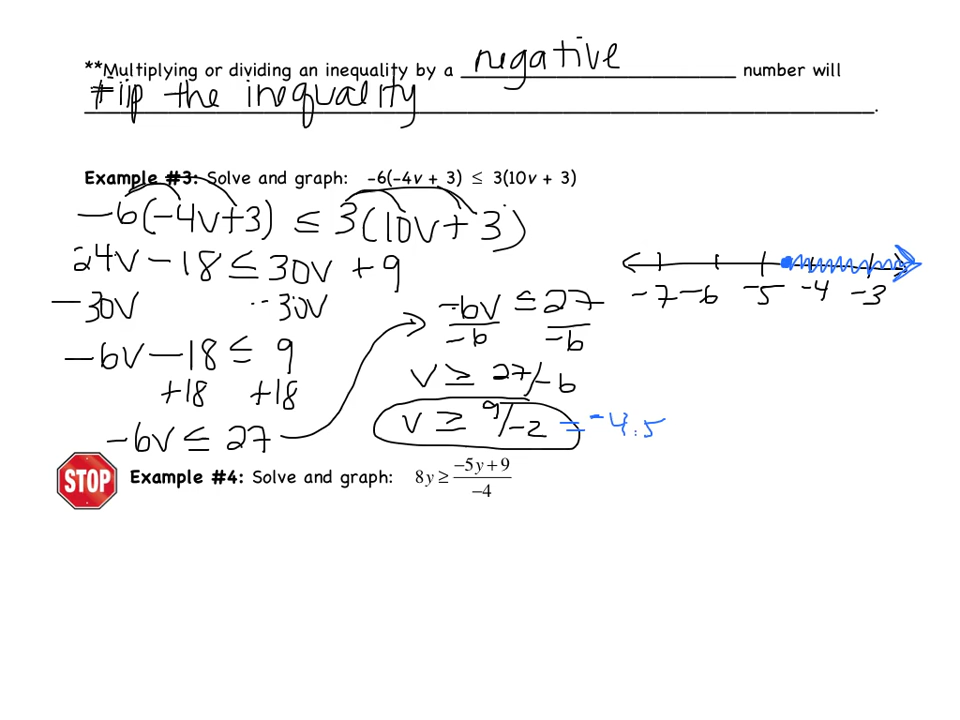 **Multiplying or dividing an inequality by a negative number will
flip the inequality.
Example #3: Solve and graph: -6(-4v + 3) ≤ 3(10v + 3)
-6(-4v+3) ≤ 3(10v+3)
24v - 18 ≤ 30v + 9
-30v -30v
-6v - 18 ≤ 9
+18 +18
-6v ≤ 27
-6v ≤ 27
-6 -6
v ≥ 27/-6
v ≥ 9/-2 = -4.5
-7 -6 -5 -4 -3
STOP
Example #4: Solve and graph: 8y ≥ (-5y+9)/-4